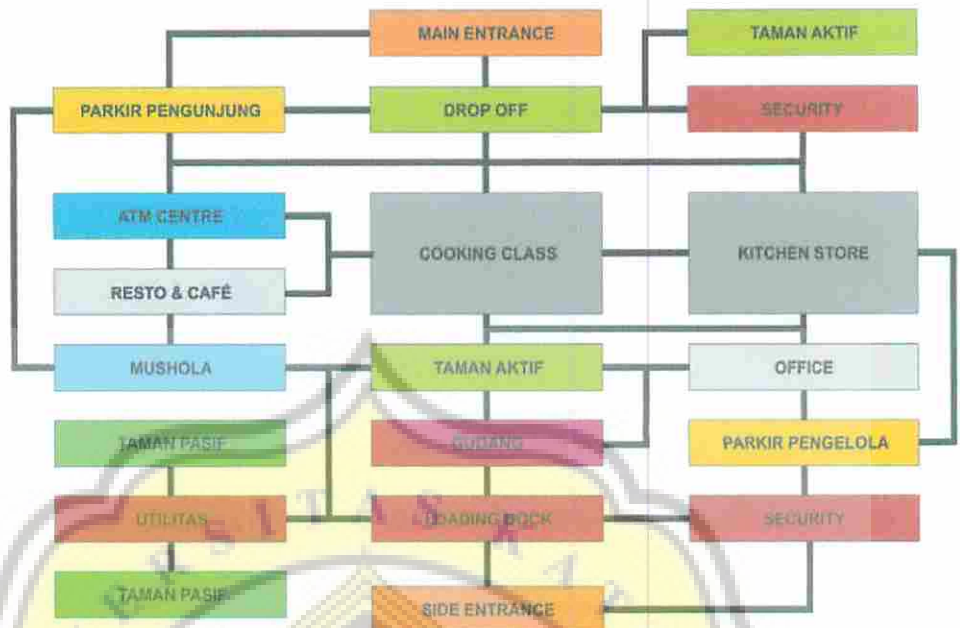 MAIN ENTRANCE
TAMAN AKTIF
PARKIR PENGUNJUNG
DROP OFF
SECURITY
ATM CENTRE
COOKING CLASS
KITCHEN STORE
RESTO & CAFÉ
MUSHOLA
TAMAN AKTIF
OFFICE
TAMAN PASIF
GUDANG
PARKIR PENGELOLA
UTILITAS
LOADING DOCK
SECURITY
TAMAN PASIF
SIDE ENTRANCE